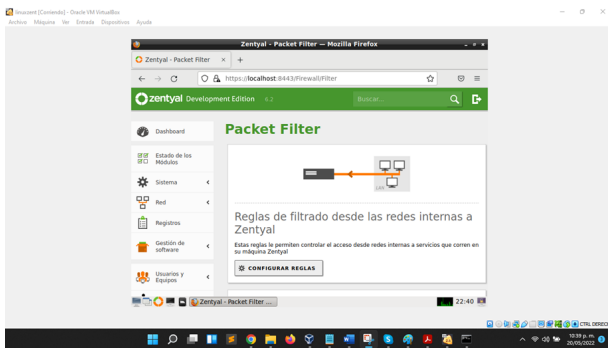 linuxzent [Corriendo] - Oracle VM VirtualBox
Archivo Máquina Ver Entrada Dispositivos Ayuda
Zentyal - Packet Filter — Mozilla Firefox
Zentyal - Packet Filter × +
https://localhost:8443/Firewall/Filter
zentyal Development Edition 6.2
Buscar...
Dashboard
Estado de los
Módulos
Sistema
Red
Registros
Gestión de
software
Usuarios y
Equipos
Packet Filter
LAN
Reglas de filtrado desde las redes internas a
Zentyal
Estas reglas le permiten controlar el acceso desde redes internas a servicios que corren en
su máquina Zentyal
CONFIGURAR REGLAS
Zentyal - Packet Filter ...
22:40
CTRL DERECHO
10:39 p. m.
20/05/2022